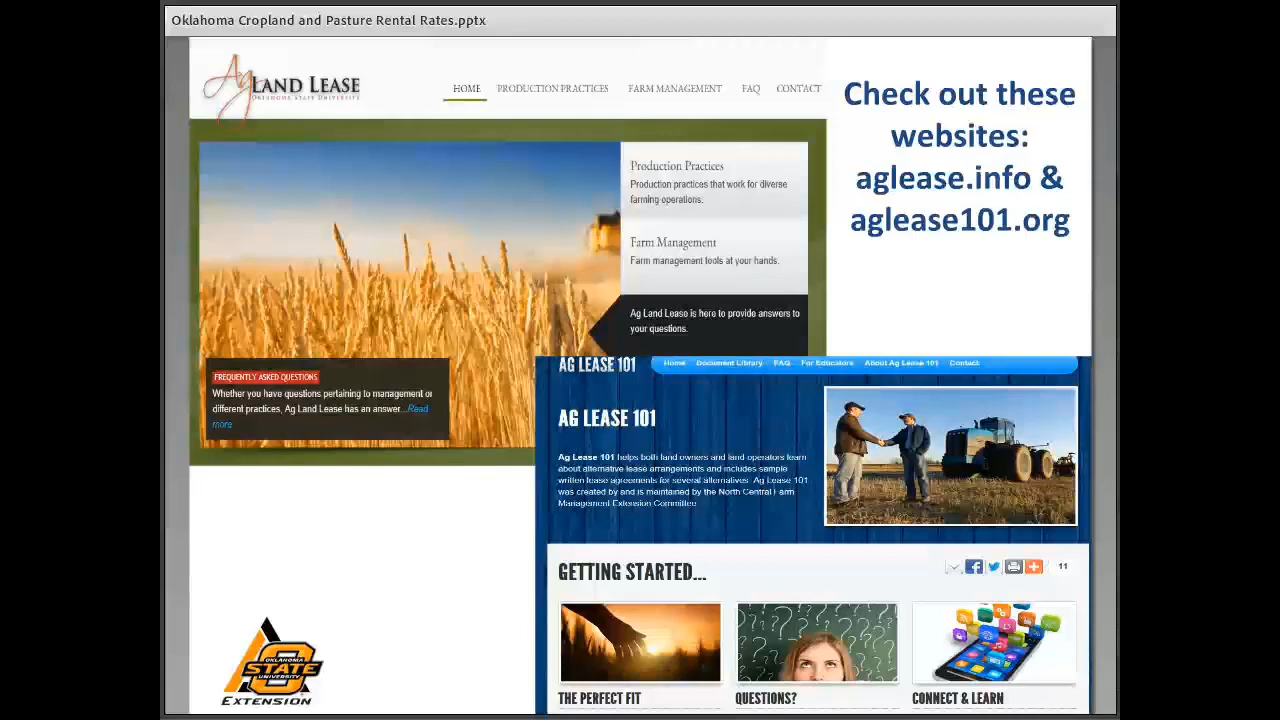 Oklahoma Cropland and Pasture Rental Rates.pptx
Ag LAND LEASE
OKLAHOMA STATE UNIVERSITY
HOME PRODUCTION PRACTICES FARM MANAGEMENT FAQ CONTACT
Check out these
websites:
aglease.info &
aglease101.org
Production Practices
Production practices that work for diverse
farming operations.
Farm Management
Farm management tools at your hands.
Ag Land Lease is here to provide answers to
your questions.
FREQUENTLY ASKED QUESTIONS
Whether you have questions pertaining to management or
different practices, Ag Land Lease has an answer...Read
more
AG LEASE 101
Home Document Library FAQ For Educators About Ag Lease 101 Contact
AG LEASE 101
Ag Lease 101 helps both land owners and land operators learn
about alternative lease arrangements and includes sample
written lease agreements for several alternatives. Ag Lease 101
was created by and is maintained by the North Central Farm
Management Extension Committee
GETTING STARTED...
11
THE PERFECT FIT
QUESTIONS?
CONNECT & LEARN
OKLAHOMA
STATE
UNIVERSITY
EXTENSION